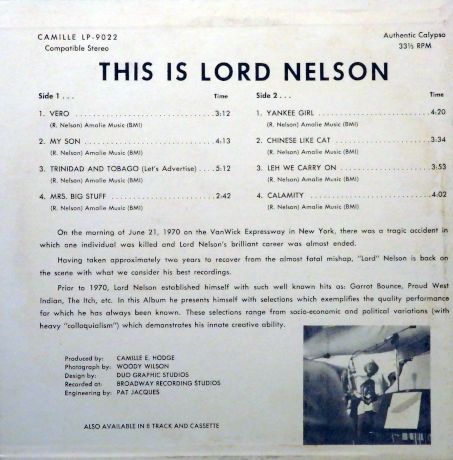 CAMILLE LP-9022
Compatible Stereo
Authentic Calypso
33⅓ RPM
THIS IS LORD NELSON
Side 1 . . . Time
1. VERO 3:12
(R. Nelson) Amalie Music (BMI)
2. MY SON 4:13
(R. Nelson) Amalie Music (BMI)
3. TRINIDAD AND TOBAGO (Let's Advertise) 5:12
(R. Nelson) Amalie Music (BMI)
4. MRS. BIG STUFF 2:42
(R. Nelson) Amalie Music (BMI)
Side 2 . . . Time
1. YANKEE GIRL 4:20
(R. Nelson) Amalie Music (BMI)
2. CHINESE LIKE CAT 3:34
(R. Nelson) Amalie Music (BMI)
3. LEH WE CARRY ON 3:53
(R. Nelson) Amalie Music (BMI)
4. CALAMITY 4:02
(R. Nelson) Amalie Music (BMI)
On the morning of June 21, 1970 on the VanWick Expressway in New York, there was a tragic accident in
which one individual was killed and Lord Nelson's brilliant career was almost ended.
Having taken approximately two years to recover from the almost fatal mishap, "Lord" Nelson is back on
the scene with what we consider his best recordings.
Prior to 1970, Lord Nelson established himself with such well known hits as: Garrot Bounce, Proud West
Indian, The Itch, etc. In this Album he presents himself with selections which exemplifies the quality performance
for which he has always been known. These selections range from socio-economic and political variations (with
heavy "colloquialism") which demonstrates his innate creative ability.
Produced by: CAMILLE E. HODGE
Photograph by: WOODY WILSON
Design by: DUO GRAPHIC STUDIOS
Recorded at: BROADWAY RECORDING STUDIOS
Engineering by: PAT JACQUES
ALSO AVAILABLE IN 8 TRACK AND CASSETTE